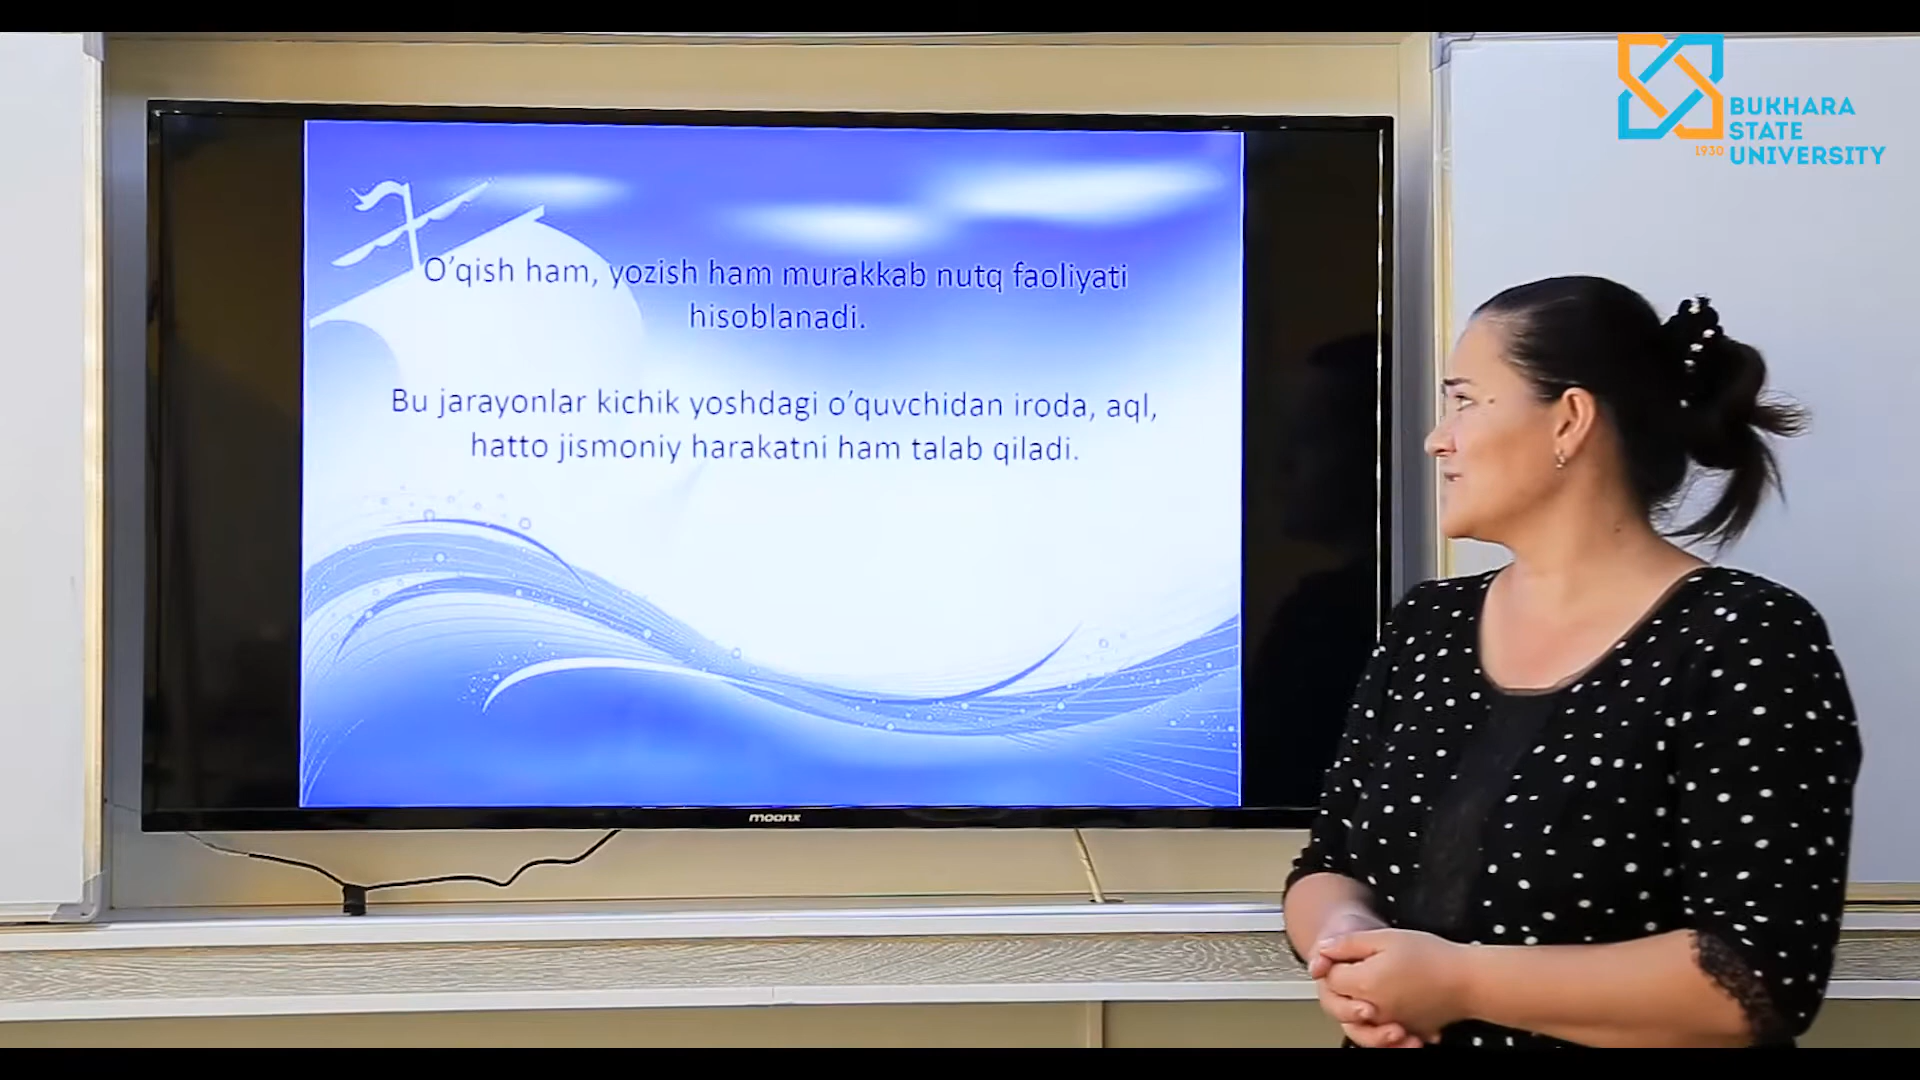 BUKHARA
STATE
1930 UNIVERSITY
O'qish ham, yozish ham murakkab nutq faoliyati
hisoblanadi.
Bu jarayonlar kichik yoshdagi o'quvchidan iroda, aql,
hatto jismoniy harakatni ham talab qiladi.
moonx